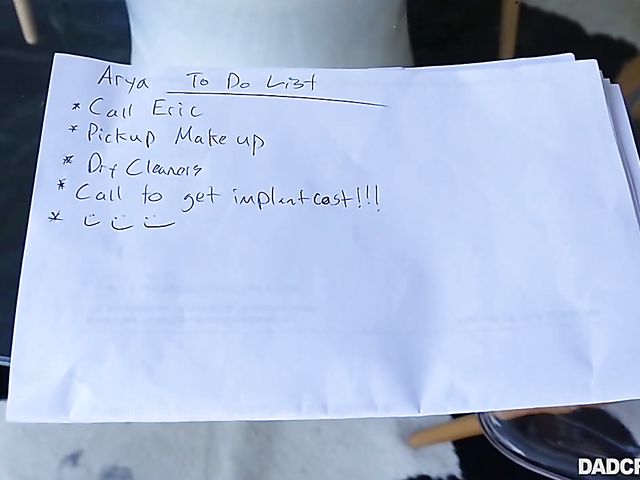 Arya To Do List
* Call Eric
* Pickup Make up
* Dry Cleaners
* Call to get implant cost!!!
* :) :) :)
DADCR